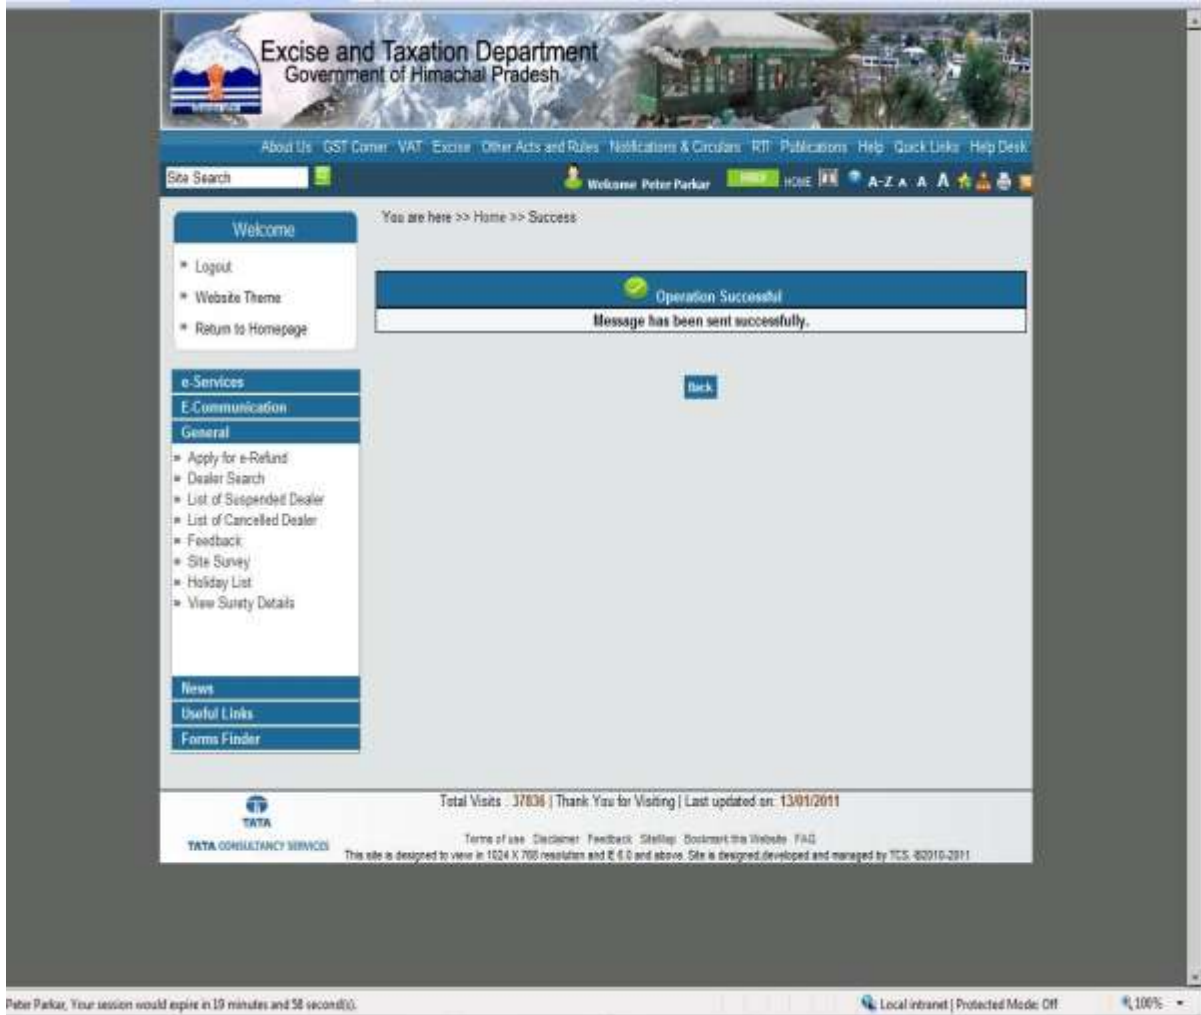 Excise and Taxation Department
Government of Himachal Pradesh
About Us GST Corner VAT Excise Other Acts and Rules Notifications & Circulars RTI Publications Help Quick Links Help Desk
Site Search
Welcome Peter Parkar HOME A-Z A A A
Welcome
You are here >> Home >> Success
» Logout
» Website Theme
» Return to Homepage
Operation Successful
Message has been sent successfully.
Back
e-Services
E-Communication
General
» Apply for e-Refund
» Dealer Search
» List of Suspended Dealer
» List of Cancelled Dealer
» Feedback
» Site Survey
» Holiday List
» View Surety Details
News
Useful Links
Forms Finder
TATA
TATA CONSULTANCY SERVICES
Total Visits : 37836 | Thank You for Visiting | Last updated on: 13/01/2011
Terms of use Disclaimer Feedback SiteMap Bookmark this Website FAQ
This site is designed to view in 1024 X 768 resolution and IE 6.0 and above. Site is designed,developed and managed by TCS. ©2010-2011
Peter Parkar, Your session would expire in 19 minutes and 58 second(s).
Local intranet | Protected Mode: Off
100%